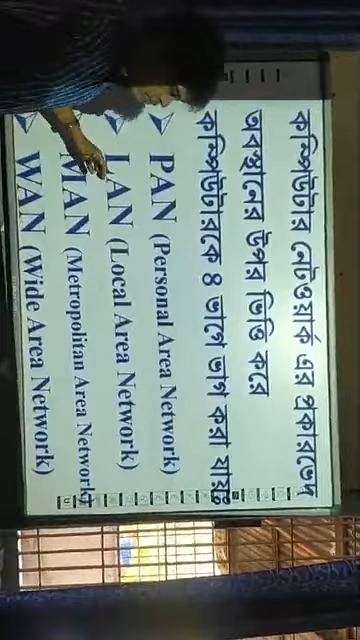 কম্পিউটার নেটওয়ার্ক এর প্রকারভেদ
অবস্থানের উপর ভিত্তি করে
কম্পিউটারকে ৪ ভাগে ভাগ করা যায়ঃ
PAN (Personal Area Network)
LAN (Local Area Network)
MAN (Metropolitan Area Network)
WAN (Wide Area Network)